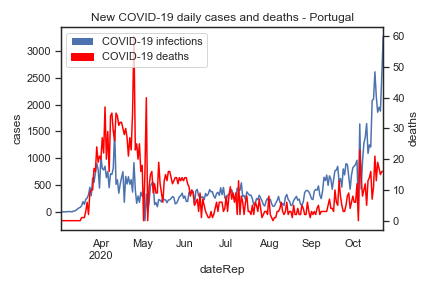 New COVID-19 daily cases and deaths - Portugal
COVID-19 infections
COVID-19 deaths
cases
3000
2500
2000
1500
1000
500
0
60
50
40
30
20
10
0
deaths
Apr
2020
May
Jun
Jul
Aug
Sep
Oct
dateRep